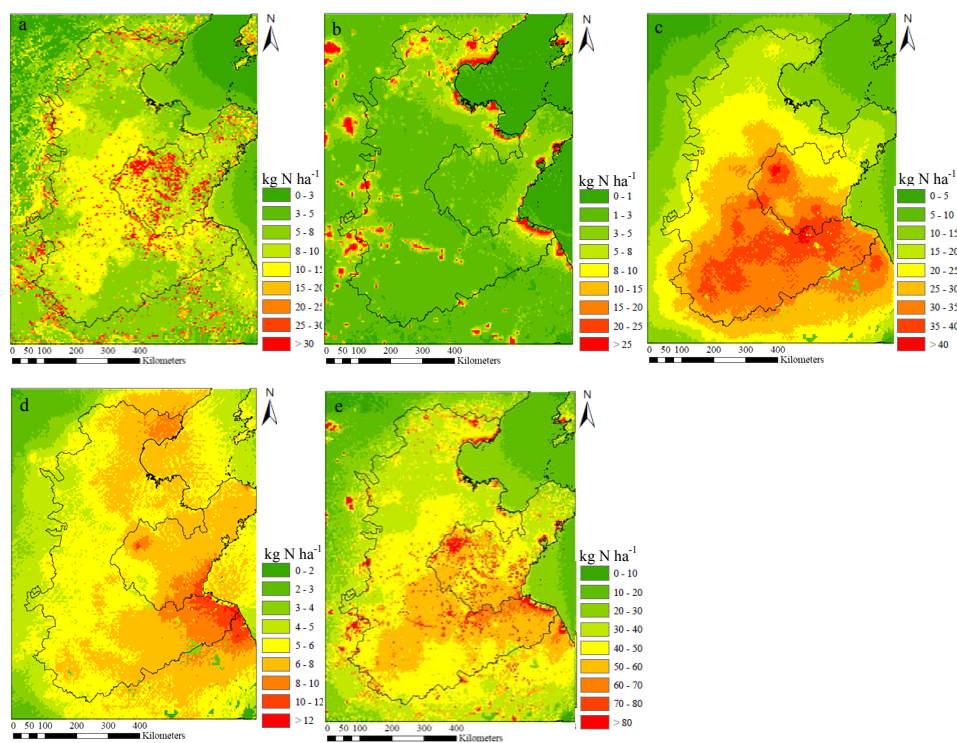 a
N
kg N ha-1
0 - 3
3 - 5
5 - 8
8 - 10
10 - 15
15 - 20
20 - 25
25 - 30
> 30
0 50 100 200 300 400
Kilometers
b
N
kg N ha-1
0 - 1
1 - 3
3 - 5
5 - 8
8 - 10
10 - 15
15 - 20
20 - 25
> 25
0 50 100 200 300 400
Kilometers
c
N
kg N ha-1
0 - 5
5 - 10
10 - 15
15 - 20
20 - 25
25 - 30
30 - 35
35 - 40
> 40
0 50 100 200 300 400
Kilometers
d
N
kg N ha-1
0 - 2
2 - 3
3 - 4
4 - 5
5 - 6
6 - 8
8 - 10
10 - 12
> 12
0 50 100 200 300 400
Kilometers
e
N
kg N ha-1
0 - 10
10 - 20
20 - 30
30 - 40
40 - 50
50 - 60
60 - 70
70 - 80
> 80
0 50 100 200 300 400
Kilometers